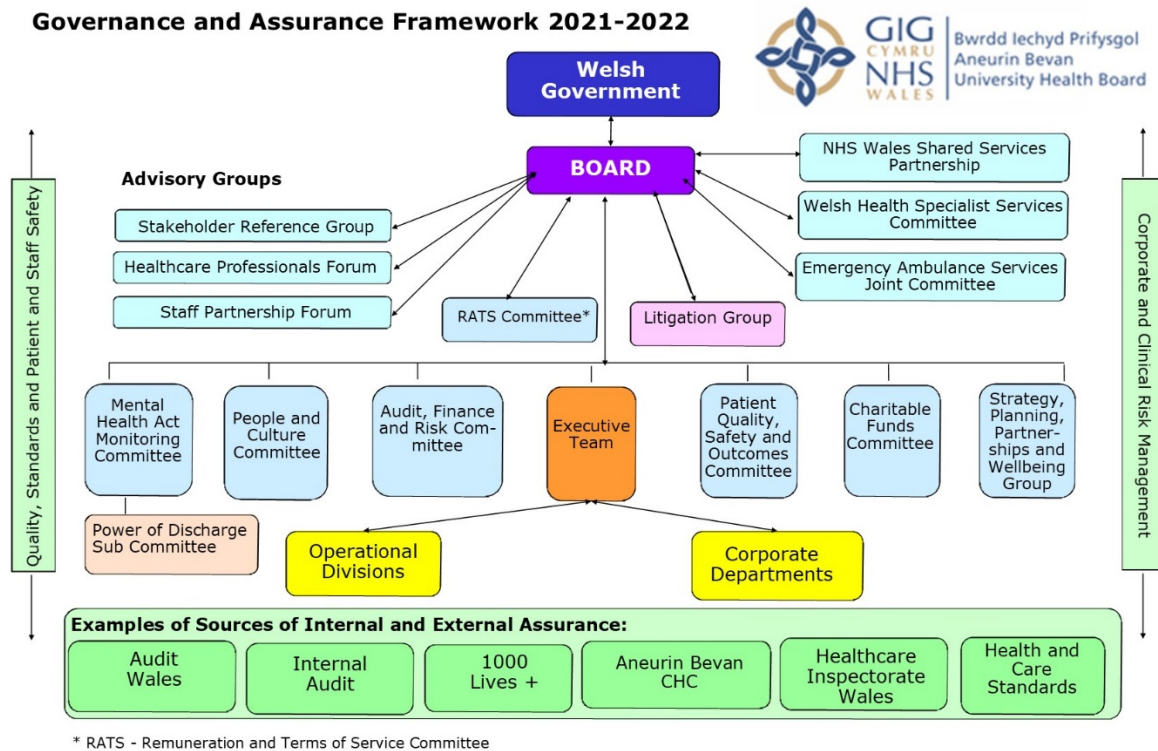 Governance and Assurance Framework 2021-2022
GIG
CYMRU
NHS
WALES
Bwrdd Iechyd Prifysgol
Aneurin Bevan
University Health Board
Welsh
Government
BOARD
Advisory Groups
Stakeholder Reference Group
Healthcare Professionals Forum
Staff Partnership Forum
NHS Wales Shared Services
Partnership
Welsh Health Specialist Services
Committee
Emergency Ambulance Services
Joint Committee
RATS Committee*
Litigation Group
Quality, Standards and Patient and Staff Safety
Corporate and Clinical Risk Management
Mental
Health Act
Monitoring
Committee
People and
Culture
Committee
Audit, Finance
and Risk Com-
mittee
Executive
Team
Patient
Quality,
Safety and
Outcomes
Committee
Charitable
Funds
Committee
Strategy,
Planning,
Partner-
ships and
Wellbeing
Group
Power of Discharge
Sub Committee
Operational
Divisions
Corporate
Departments
Examples of Sources of Internal and External Assurance:
Audit
Wales
Internal
Audit
1000
Lives +
Aneurin Bevan
CHC
Healthcare
Inspectorate
Wales
Health and
Care
Standards
* RATS - Remuneration and Terms of Service Committee